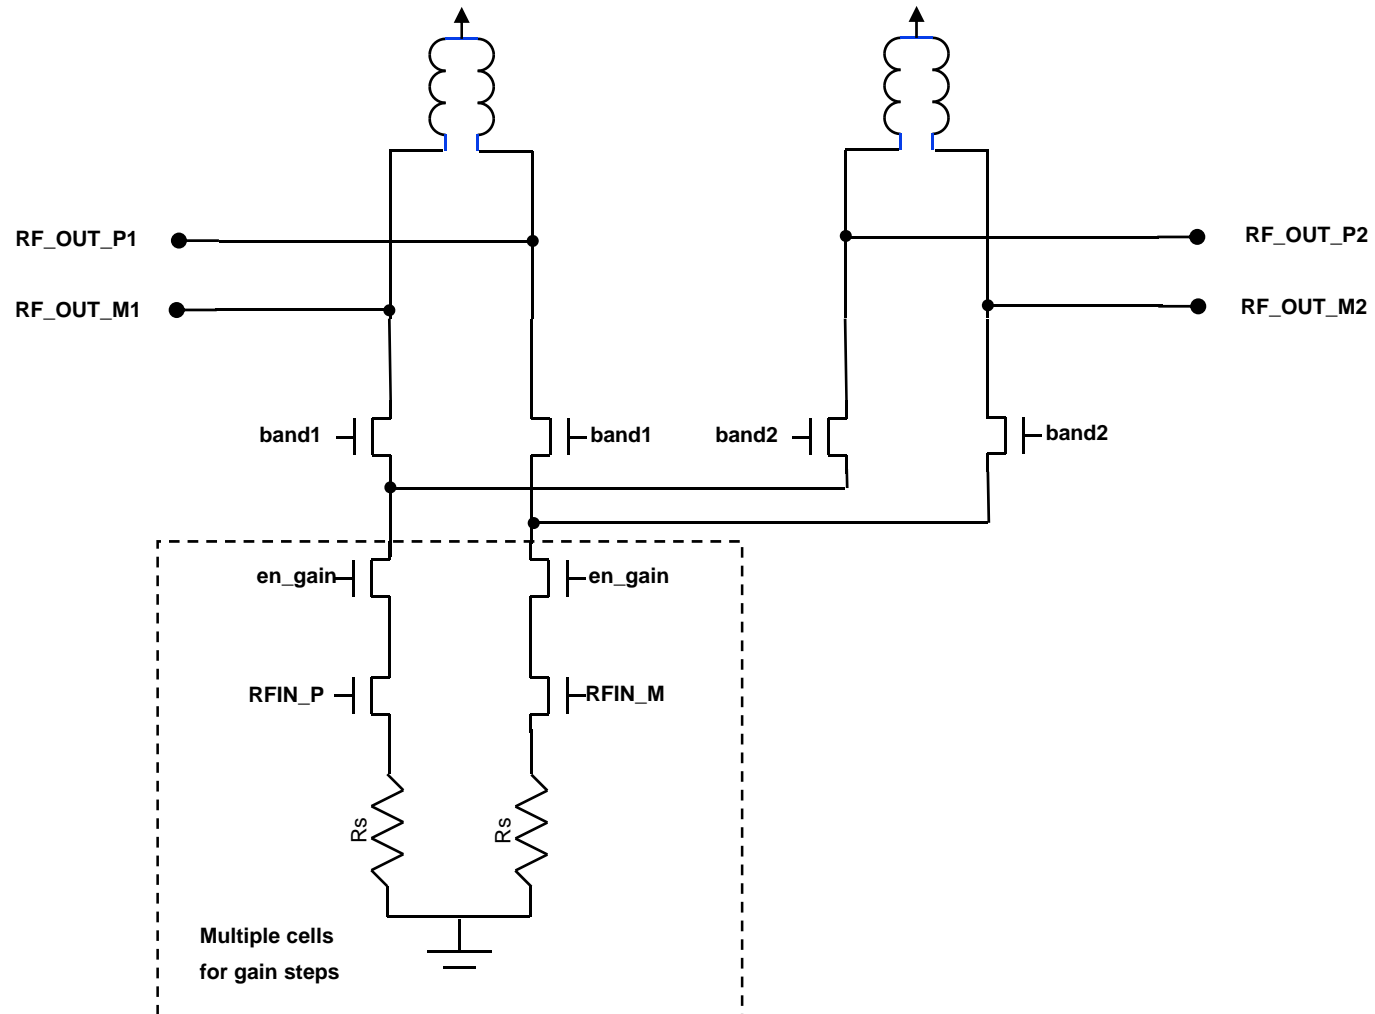 RF_OUT_P1
RF_OUT_P2
RF_OUT_M1
RF_OUT_M2
band1
band1
band2
band2
en_gain
en_gain
RFIN_P
RFIN_M
Rs
Rs
Multiple cells
for gain steps